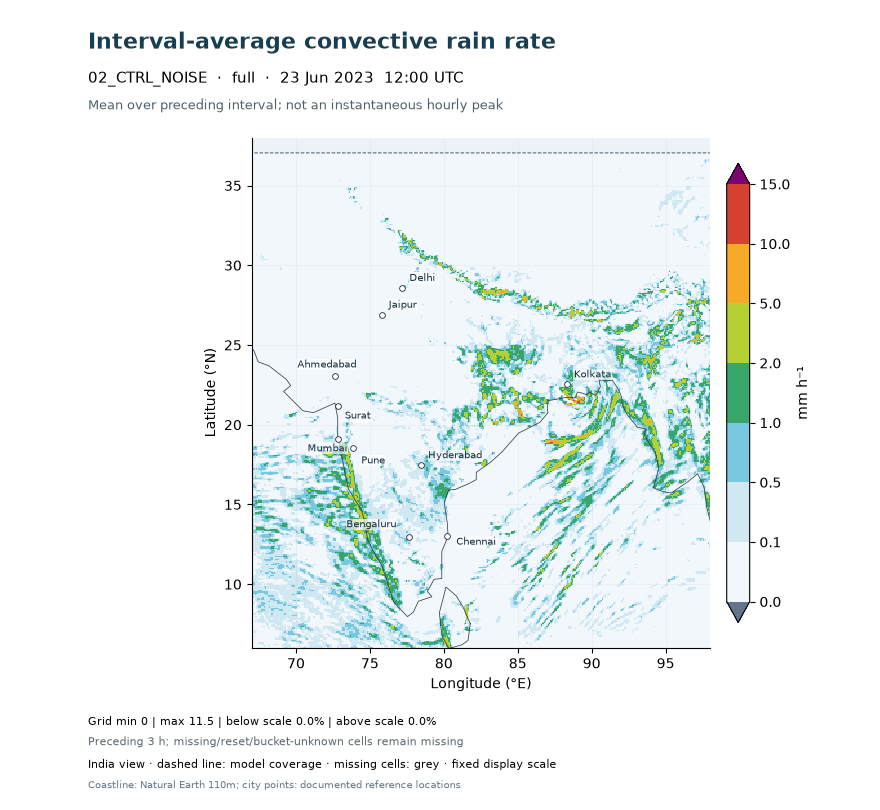 Interval-average convective rain rate
02_CTRL_NOISE · full · 23 Jun 2023 12:00 UTC
Mean over preceding interval; not an instantaneous hourly peak
35
30
25
20
15
10
Latitude (°N)
70
75
80
85
90
95
Longitude (°E)
Delhi
Jaipur
Ahmedabad
Kolkata
Surat
Mumbai
Pune
Hyderabad
Bengaluru
Chennai
15.0
10.0
5.0
2.0
1.0
0.5
0.1
0.0
mm h⁻¹
Grid min 0 | max 11.5 | below scale 0.0% | above scale 0.0%
Preceding 3 h; missing/reset/bucket-unknown cells remain missing
India view · dashed line: model coverage · missing cells: grey · fixed display scale
Coastline: Natural Earth 110m; city points: documented reference locations